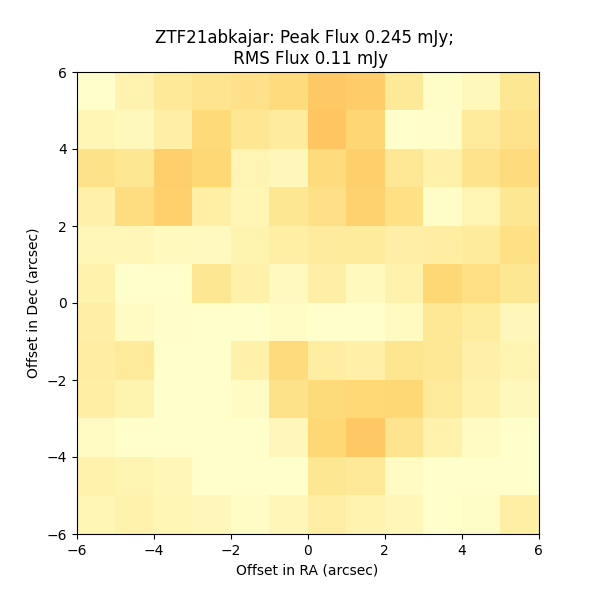 ZTF21abkajar: Peak Flux 0.245 mJy;
RMS Flux 0.11 mJy
6
4
2
0
−2
−4
−6
Offset in Dec (arcsec)
−6 −4 −2 0 2 4 6
Offset in RA (arcsec)